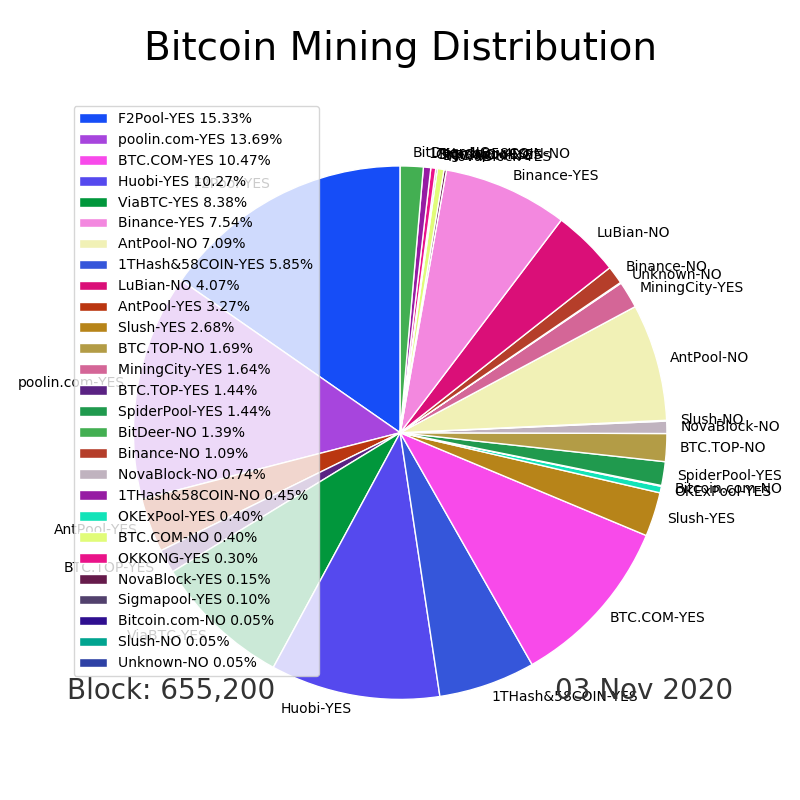 Bitcoin Mining Distribution
F2Pool-YES 15.33%
poolin.com-YES 13.69%
BTC.COM-YES 10.47%
Huobi-YES 10.27%
ViaBTC-YES 8.38%
Binance-YES 7.54%
AntPool-NO 7.09%
1THash&58COIN-YES 5.85%
LuBian-NO 4.07%
AntPool-YES 3.27%
Slush-YES 2.68%
BTC.TOP-NO 1.69%
MiningCity-YES 1.64%
BTC.TOP-YES 1.44%
SpiderPool-YES 1.44%
BitDeer-NO 1.39%
Binance-NO 1.09%
NovaBlock-NO 0.74%
1THash&58COIN-NO 0.45%
OKExPool-YES 0.40%
BTC.COM-NO 0.40%
OKKONG-YES 0.30%
NovaBlock-YES 0.15%
Sigmapool-YES 0.10%
Bitcoin.com-NO 0.05%
Slush-NO 0.05%
Unknown-NO 0.05%
Binance-YES
LuBian-NO
Binance-NO
Unknown-NO
MiningCity-YES
AntPool-NO
Slush-NO
NovaBlock-NO
BTC.TOP-NO
SpiderPool-YES
Bitcoin.com-NO
OKExPool-YES
Slush-YES
BTC.COM-YES
1THash&58COIN-YES
Huobi-YES
ViaBTC-YES
BTC.TOP-YES
AntPool-YES
poolin.com-YES
Block: 655,200
03 Nov 2020